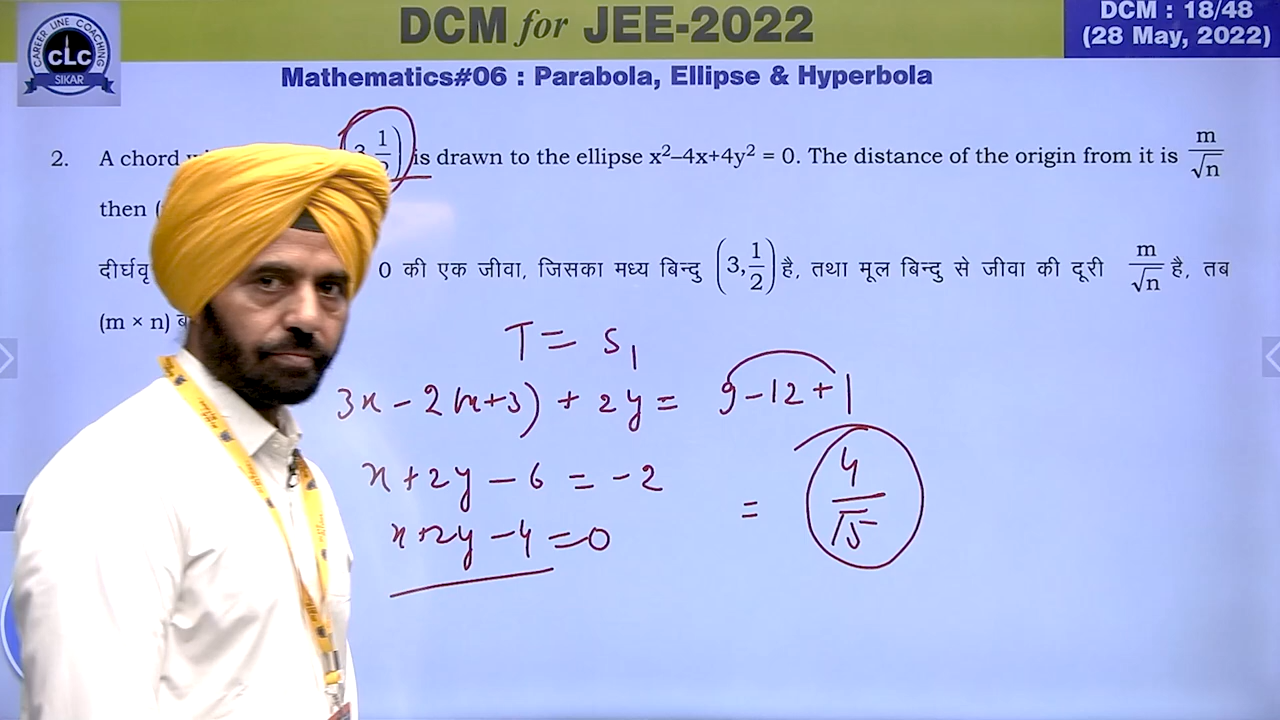 DCM for JEE-2022
DCM : 18/48
(28 May, 2022)
CAREER LINE COACHING
CLC
SIKAR
Mathematics#06 : Parabola, Ellipse & Hyperbola
2. A chord 1/2) is drawn to the ellipse x²–4x+4y² = 0. The distance of the origin from it is m/√n
then (
दीर्घवृ 0 की एक जीवा, जिसका मध्य बिन्दु (3, 1/2) है, तथा मूल बिन्दु से जीवा की दूरी m/√n है, तब
(m × n) ब
T = S₁
3x – 2(x+3) + 2y = 9–12+1
x+2y – 6 = –2
x+2y –4 =0
= 4/√5